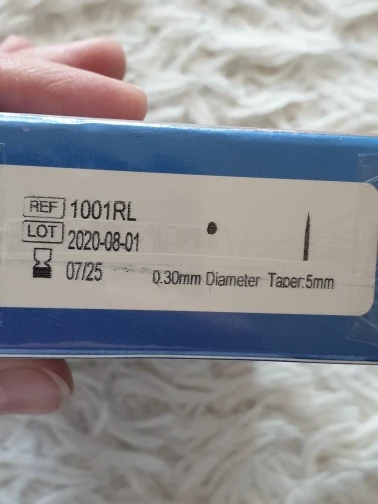 REF 1001RL
LOT 2020-08-01
07/25
0.30mm Diameter Taper:5mm